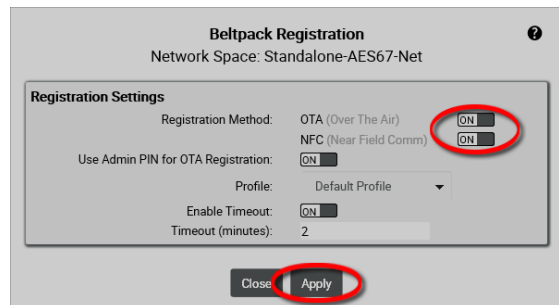 Beltpack Registration
Network Space: Standalone-AES67-Net
Registration Settings
Registration Method: OTA (Over The Air) ON
NFC (Near Field Comm) ON
Use Admin PIN for OTA Registration: ON
Profile: Default Profile
Enable Timeout: ON
Timeout (minutes): 2
Close Apply